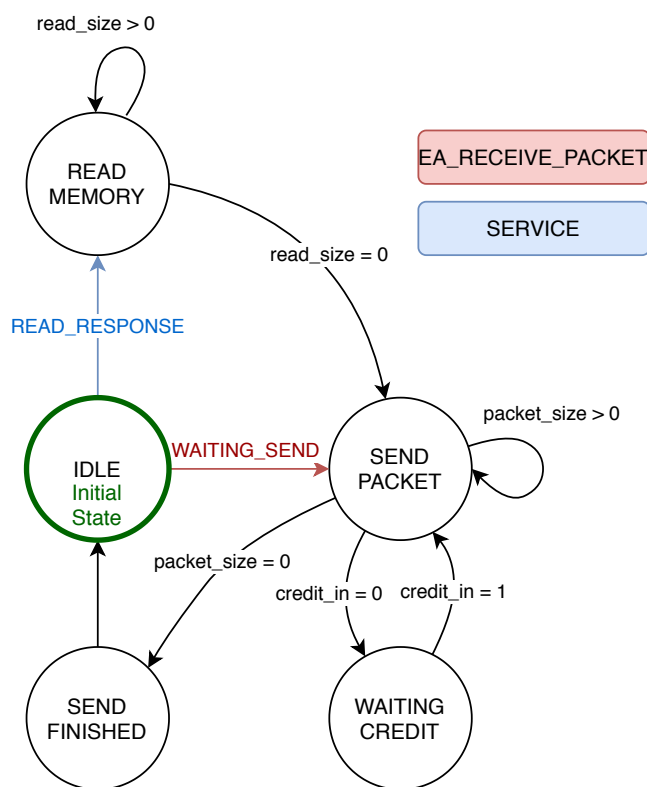 read_size > 0
READ
MEMORY
EA_RECEIVE_PACKET
SERVICE
read_size = 0
READ_RESPONSE
IDLE
Initial
State
WAITING_SEND
SEND
PACKET
packet_size > 0
packet_size = 0
credit_in = 0
credit_in = 1
SEND
FINISHED
WAITING
CREDIT